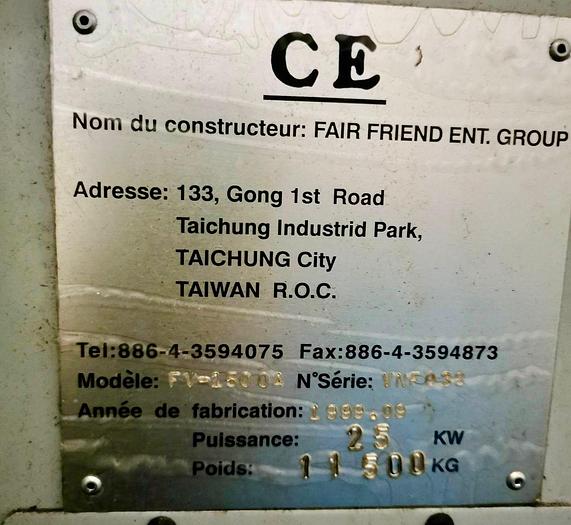 CE
Nom du constructeur: FAIR FRIEND ENT. GROUP
Adresse: 133, Gong 1st Road
Taichung Industrid Park,
TAICHUNG City
TAIWAN R.O.C.
Tel:886-4-3594075 Fax:886-4-3594873
Modèle: N°Série:
Année de fabrication: 1999.09
Puissance: 25 KW
Poids: 11500 KG